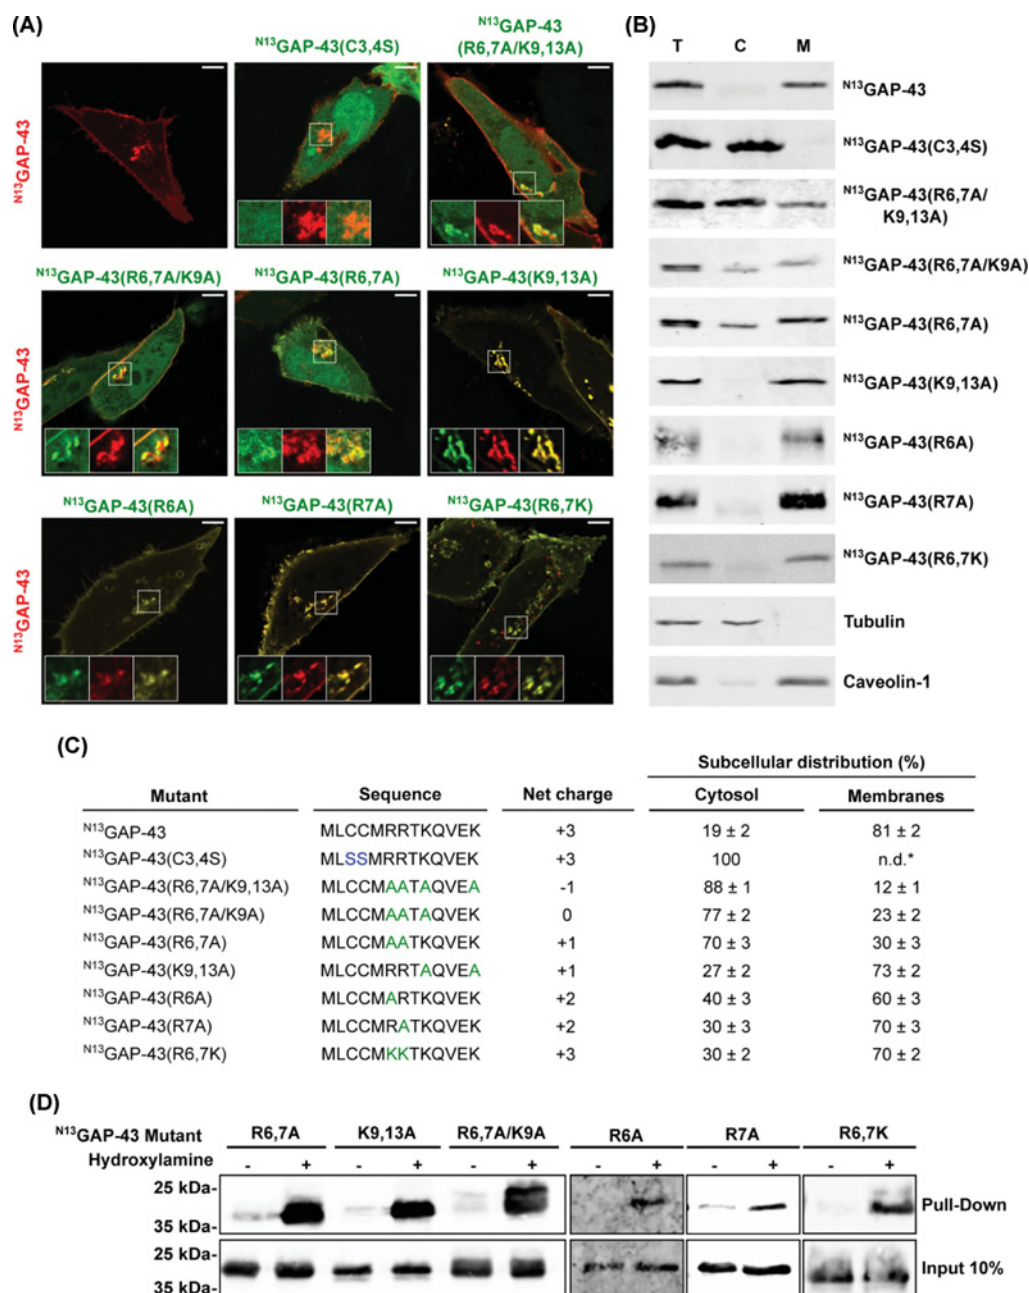 (A)
N13GAP-43(C3,4S)
N13GAP-43
(R6,7A/K9,13A)
N13GAP-43
N13GAP-43(R6,7A/K9A)
N13GAP-43(R6,7A)
N13GAP-43(K9,13A)
N13GAP-43
N13GAP-43(R6A)
N13GAP-43(R7A)
N13GAP-43(R6,7K)
N13GAP-43
(B)
T C M
N13GAP-43
N13GAP-43(C3,4S)
N13GAP-43(R6,7A/
K9,13A)
N13GAP-43(R6,7A/K9A)
N13GAP-43(R6,7A)
N13GAP-43(K9,13A)
N13GAP-43(R6A)
N13GAP-43(R7A)
N13GAP-43(R6,7K)
Tubulin
Caveolin-1
(C)
Subcellular distribution (%)
Mutant Sequence Net charge Cytosol Membranes
N13GAP-43 MLCCMRRTKQVEK +3 19 ± 2 81 ± 2
N13GAP-43(C3,4S) MLSSMRRTKQVEK +3 100 n.d.*
N13GAP-43(R6,7A/K9,13A) MLCCMAATAQVEA -1 88 ± 1 12 ± 1
N13GAP-43(R6,7A/K9A) MLCCMAATAQVEK 0 77 ± 2 23 ± 2
N13GAP-43(R6,7A) MLCCMAATKQVEK +1 70 ± 3 30 ± 3
N13GAP-43(K9,13A) MLCCMRRTAQVEA +1 27 ± 2 73 ± 2
N13GAP-43(R6A) MLCCMARTKQVEK +2 40 ± 3 60 ± 3
N13GAP-43(R7A) MLCCMRATKQVEK +2 30 ± 3 70 ± 3
N13GAP-43(R6,7K) MLCCMKKTKQVEK +3 30 ± 2 70 ± 2
(D)
N13GAP-43 Mutant R6,7A K9,13A R6,7A/K9A R6A R7A R6,7K
Hydroxylamine - + - + - + - + - + - +
25 kDa-
35 kDa-
Pull-Down
25 kDa-
35 kDa-
Input 10%